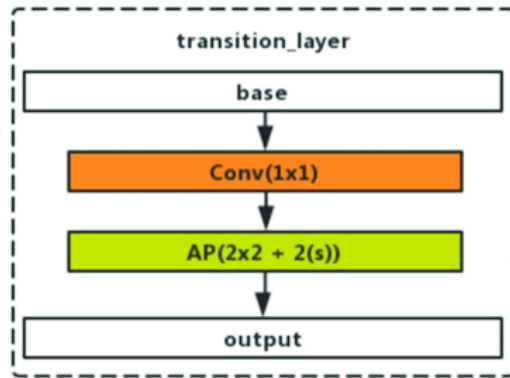 transition_layer
base
Conv(1x1)
AP(2x2 + 2(s))
output